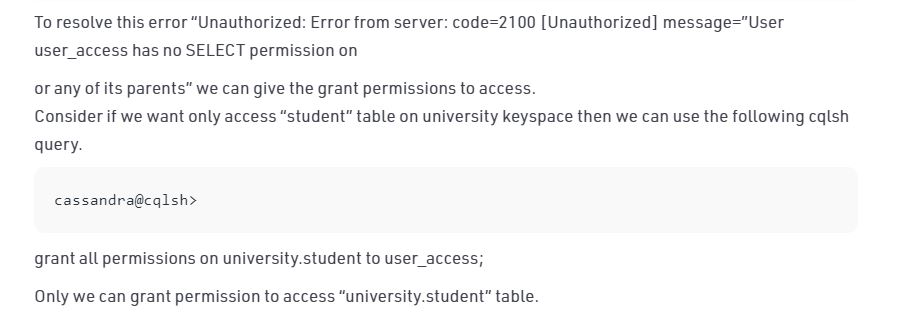 To resolve this error “Unauthorized: Error from server: code=2100 [Unauthorized] message=”User
user_access has no SELECT permission on
or any of its parents” we can give the grant permissions to access.
Consider if we want only access “student” table on university keyspace then we can use the following cqlsh
query.
cassandra@cqlsh>
grant all permissions on university.student to user_access;
Only we can grant permission to access “university.student” table.